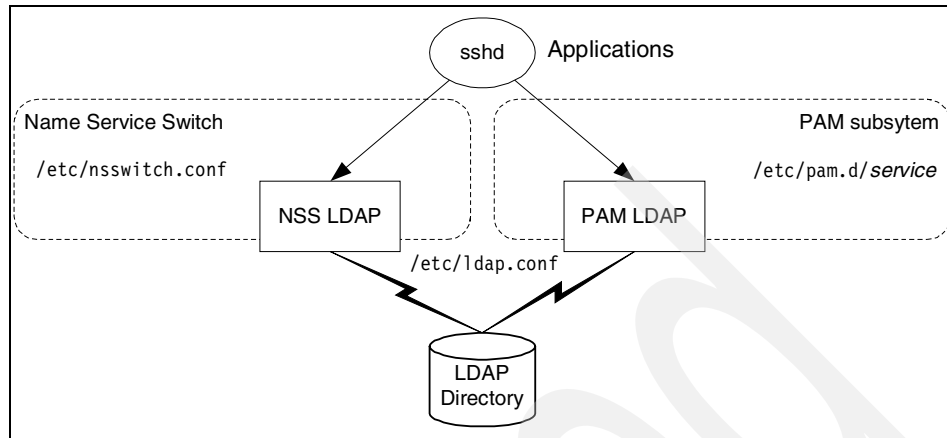 sshd
Applications
Name Service Switch
PAM subsytem
/etc/nsswitch.conf
/etc/pam.d/service
NSS LDAP
PAM LDAP
/etc/ldap.conf
LDAP
Directory